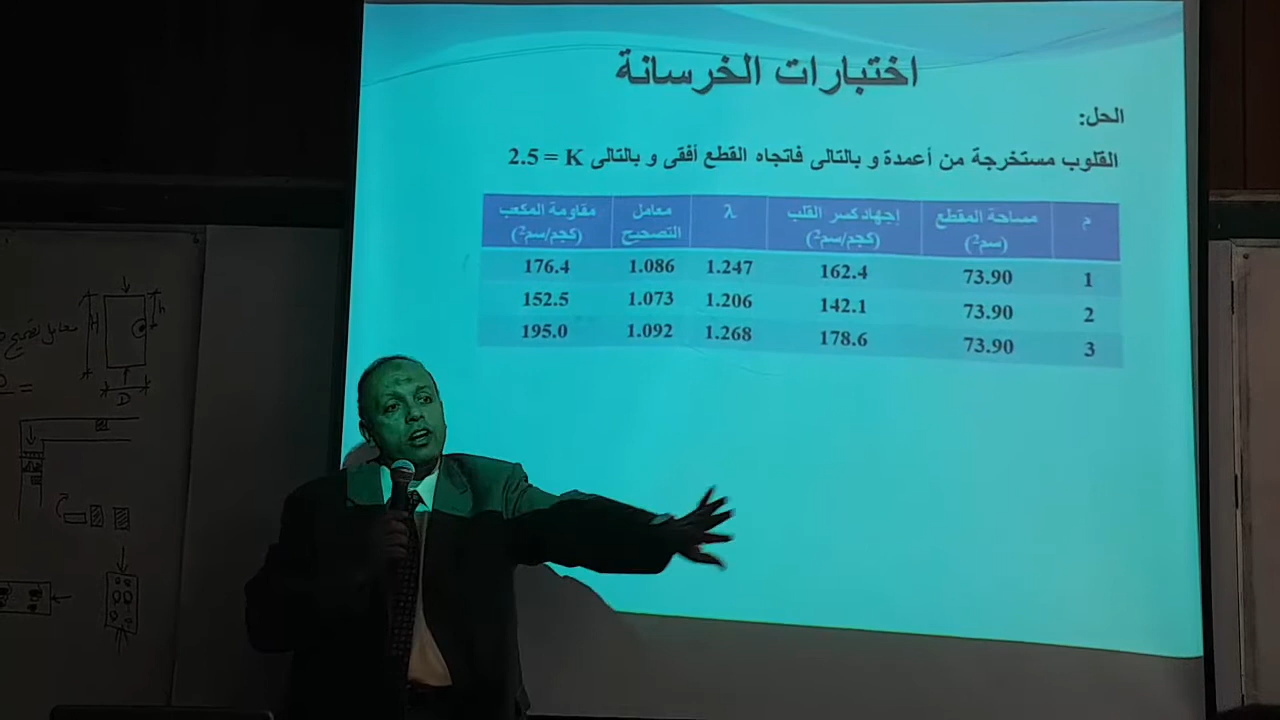 اختبارات الخرسانة
الحل:
القلوب مستخرجة من أعمدة و بالتالى فاتجاه القطع أفقى و بالتالى K = 2.5
م مساحة المقطع (سم2) إجهاد كسر القلب (كجم/سم2) λ معامل التصحيح مقاومة المكعب (كجم/سم2)
1 73.90 162.4 1.247 1.086 176.4
2 73.90 142.1 1.206 1.073 152.5
3 73.90 178.6 1.268 1.092 195.0
H
h
D
معامل تصحيح
=